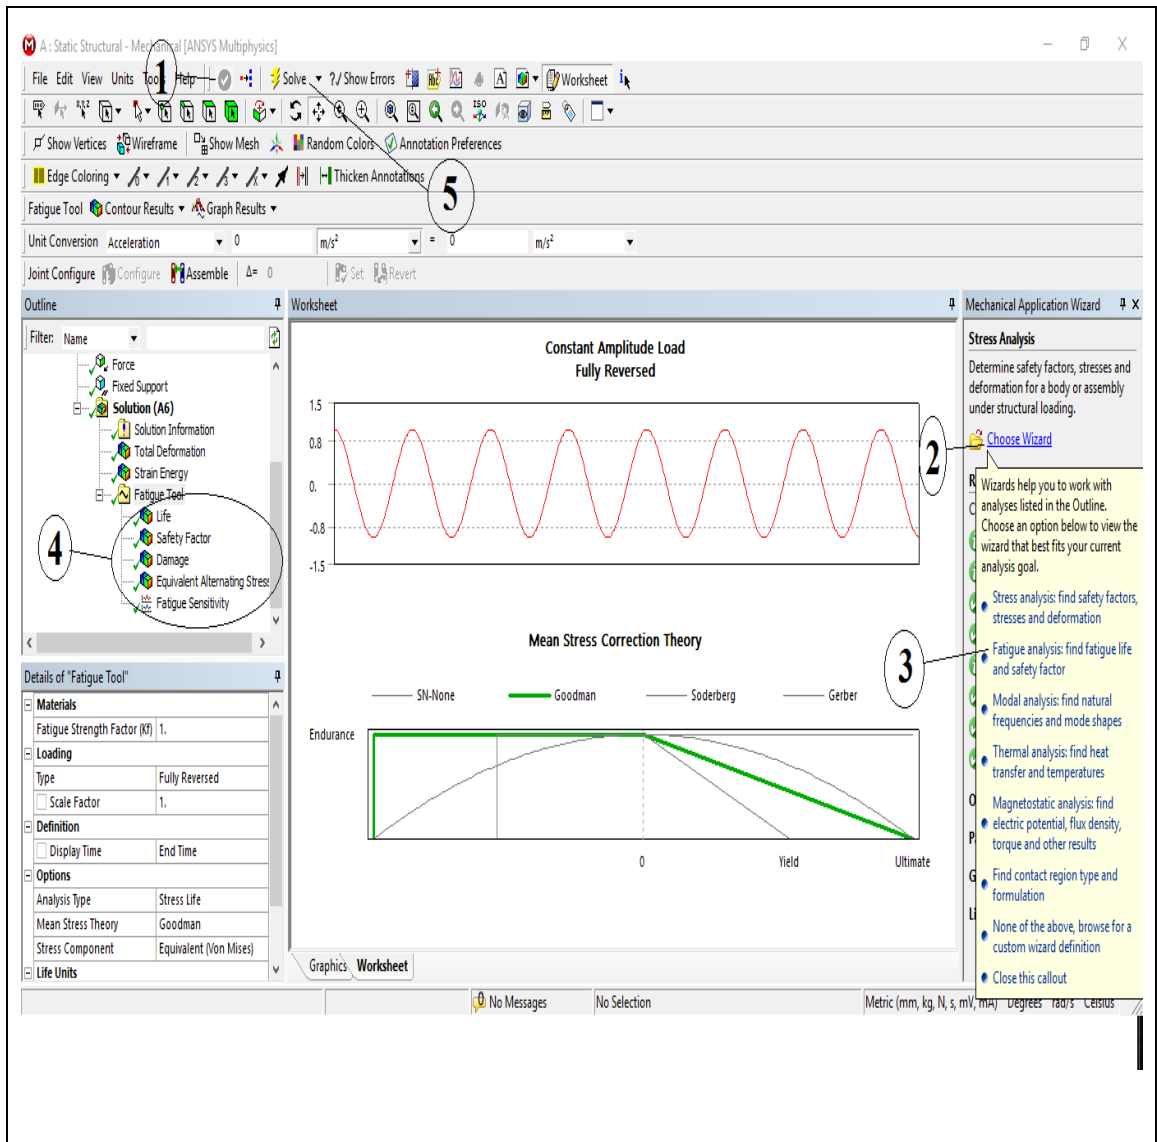 A : Static Structural - Mechanical [ANSYS Multiphysics]
File Edit View Units Tools Help Solve ?/ Show Errors A Worksheet i
1
ISO
Show Vertices Wireframe Show Mesh Random Colors Annotation Preferences
Edge Coloring Thicken Annotations
5
Fatigue Tool Contour Results Graph Results
Unit Conversion Acceleration 0 m/s² = 0 m/s²
Joint Configure Configure Assemble Δ= 0 Set Revert
Outline
Filter: Name
Force
Fixed Support
Solution (A6)
Solution Information
Total Deformation
Strain Energy
Fatigue Tool
Life
Safety Factor
Damage
Equivalent Alternating Stress
Fatigue Sensitivity
4
Details of "Fatigue Tool"
Materials
Fatigue Strength Factor (Kf) 1.
Loading
Type Fully Reversed
Scale Factor 1.
Definition
Display Time End Time
Options
Analysis Type Stress Life
Mean Stress Theory Goodman
Stress Component Equivalent (Von Mises)
Life Units
Worksheet
Constant Amplitude Load
Fully Reversed
1.5
0.8
0.
-0.8
-1.5
Mean Stress Correction Theory
SN-None Goodman Soderberg Gerber
Endurance
0 Yield Ultimate
Graphics Worksheet
Mechanical Application Wizard
Stress Analysis
Determine safety factors, stresses and
deformation for a body or assembly
under structural loading.
2
Choose Wizard
Wizards help you to work with
analyses listed in the Outline.
Choose an option below to view the
wizard that best fits your current
analysis goal.
Stress analysis: find safety factors,
stresses and deformation
3
Fatigue analysis: find fatigue life
and safety factor
Modal analysis: find natural
frequencies and mode shapes
Thermal analysis: find heat
transfer and temperatures
Magnetostatic analysis: find
electric potential, flux density,
torque and other results
Find contact region type and
formulation
None of the above, browse for a
custom wizard definition
Close this callout
No Messages No Selection Metric (mm, kg, N, s, mV, mA) Degrees rad/s Celsius